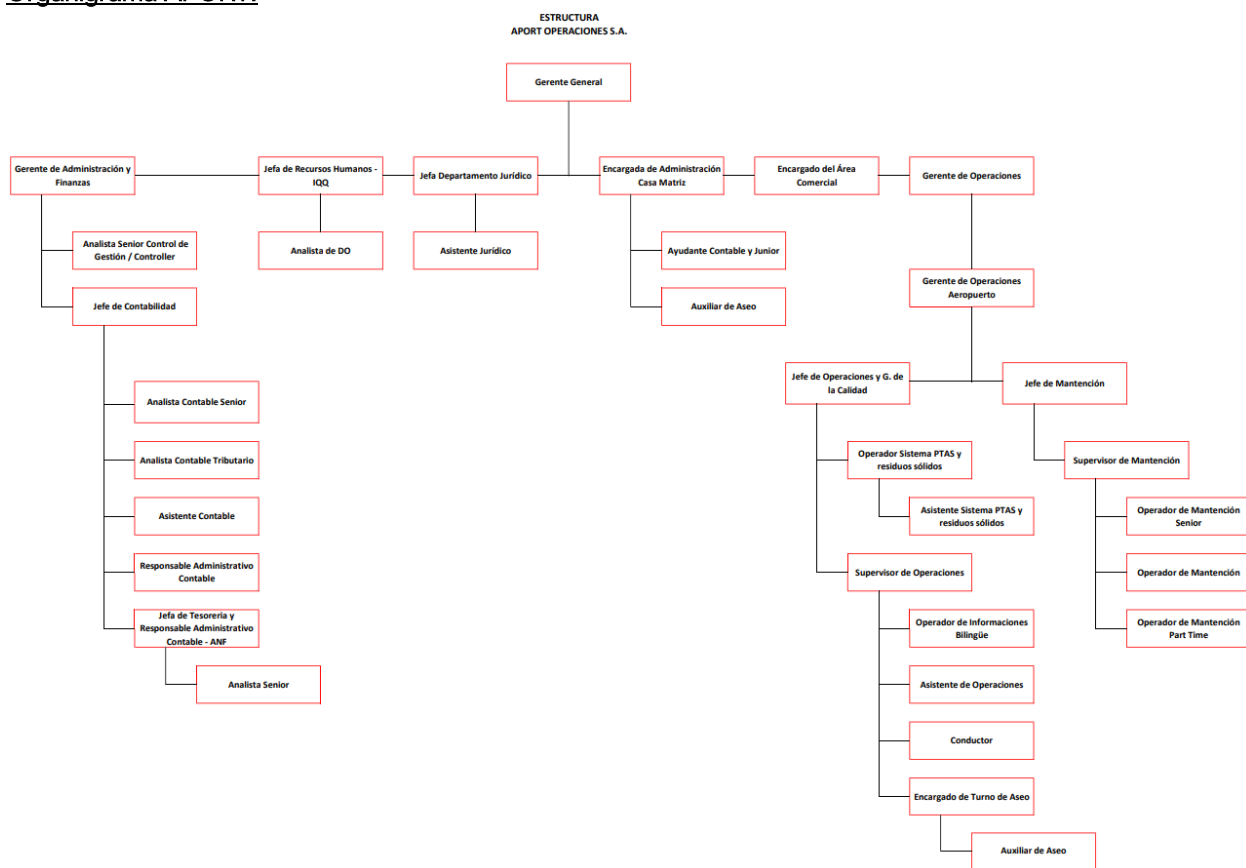 ESTRUCTURA
APORT OPERACIONES S.A.
Gerente General
Gerente de Administración y
Finanzas
Jefa de Recursos Humanos -
IQQ
Jefa Departamento Jurídico
Encargada de Administración
Casa Matriz
Encargado del Área
Comercial
Gerente de Operaciones
Analista Senior Control de
Gestión / Controller
Analista de DO
Asistente Jurídico
Ayudante Contable y Junior
Gerente de Operaciones
Aeropuerto
Jefe de Contabilidad
Auxiliar de Aseo
Jefe de Operaciones y G. de
la Calidad
Jefe de Mantención
Analista Contable Senior
Analista Contable Tributario
Operador Sistema PTAS y
residuos sólidos
Supervisor de Mantención
Asistente Contable
Asistente Sistema PTAS y
residuos sólidos
Operador de Mantención
Senior
Responsable Administrativo
Contable
Supervisor de Operaciones
Operador de Mantención
Jefa de Tesoreria y
Responsable Administrativo
Contable - ANF
Operador de Informaciones
Bilingüe
Operador de Mantención
Part Time
Analista Senior
Asistente de Operaciones
Conductor
Encargado de Turno de Aseo
Auxiliar de Aseo